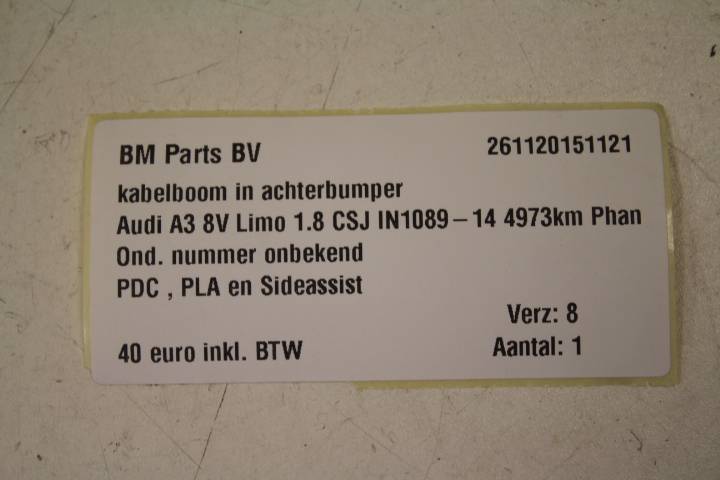 BM Parts BV 261120151121
kabelboom in achterbumper
Audi A3 8V Limo 1.8 CSJ IN1089-14 4973km Phan
Ond. nummer onbekend
PDC , PLA en Sideassist
Verz: 8
40 euro inkl. BTW Aantal: 1